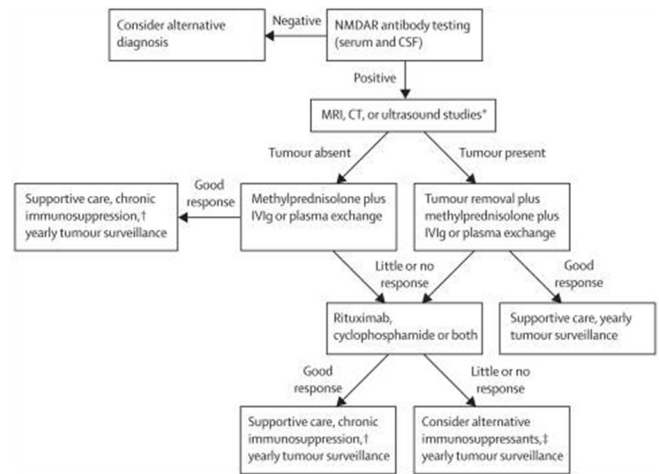 Consider alternative
diagnosis
Negative
NMDAR antibody testing
(serum and CSF)
Positive
MRI, CT, or ultrasound studies*
Tumour absent
Tumour present
Supportive care, chronic
immunosuppression,†
yearly tumour surveillance
Good
response
Methylprednisolone plus
IVIg or plasma exchange
Tumour removal plus
methylprednisolone plus
IVIg or plasma exchange
Little or no
response
Good
response
Rituximab,
cyclophosphamide or both
Supportive care, yearly
tumour surveillance
Good
response
Little or no
response
Supportive care, chronic
immunosuppression,†
yearly tumour surveillance
Consider alternative
immunosuppressants,‡
yearly tumour surveillance